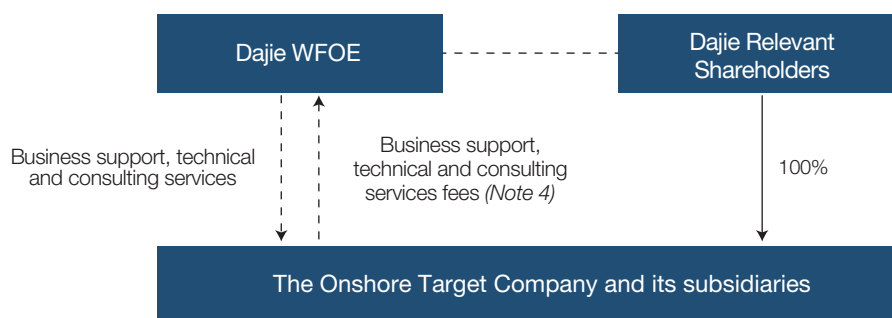 Dajie WFOE
Dajie Relevant
Shareholders
Business support, technical
and consulting services
Business support,
technical and consulting
services fees (Note 4)
100%
The Onshore Target Company and its subsidiaries